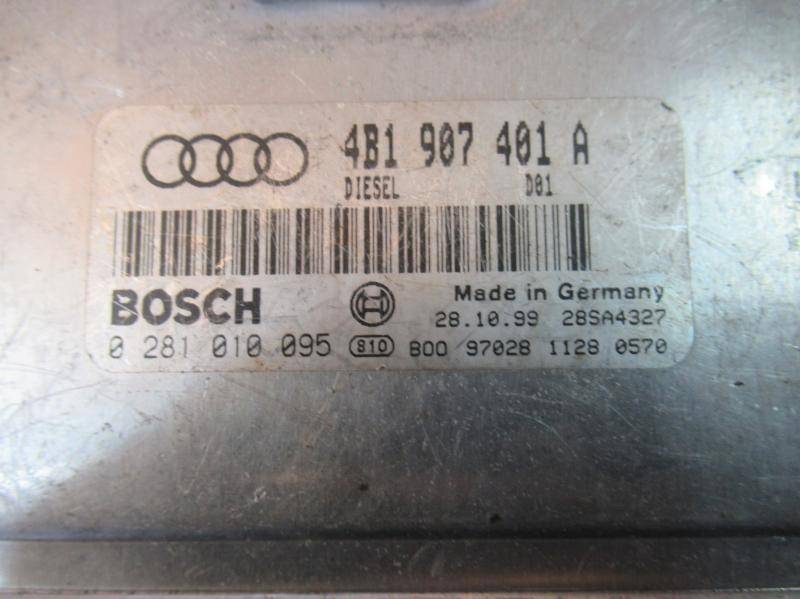 4B1 907 401 A
DIESEL D01
BOSCH Made in Germany
28.10.99 28SA4327
0 281 010 095 S10 B00 97028 1128 0570